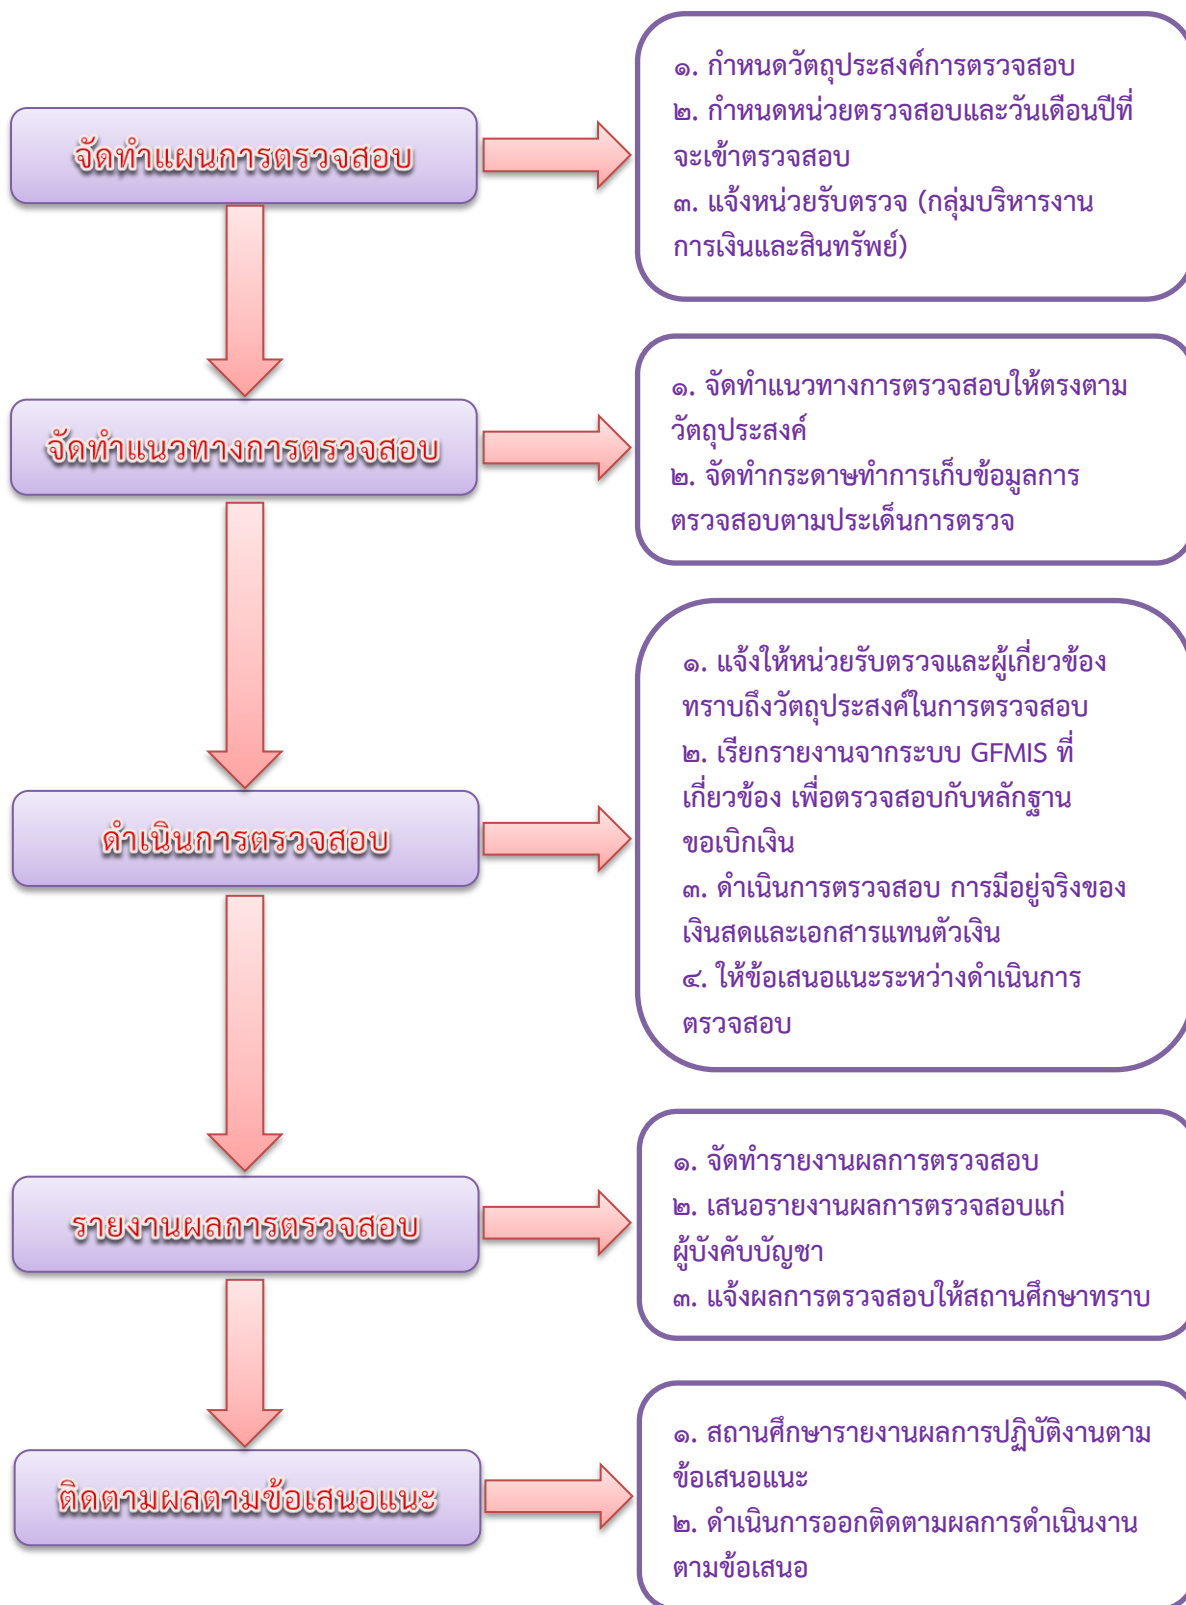 จัดทำแผนการตรวจสอบ
๑. กำหนดวัตถุประสงค์การตรวจสอบ
๒. กำหนดหน่วยตรวจสอบและวันเดือนปีที่
จะเข้าตรวจสอบ
๓. แจ้งหน่วยรับตรวจ (กลุ่มบริหารงาน
การเงินและสินทรัพย์)
จัดทำแนวทางการตรวจสอบ
๑. จัดทำแนวทางการตรวจสอบให้ตรงตาม
วัตถุประสงค์
๒. จัดทำกระดาษทำการเก็บข้อมูลการ
ตรวจสอบตามประเด็นการตรวจ
ดำเนินการตรวจสอบ
๑. แจ้งให้หน่วยรับตรวจและผู้เกี่ยวข้อง
ทราบถึงวัตถุประสงค์ในการตรวจสอบ
๒. เรียกรายงานจากระบบ GFMIS ที่
เกี่ยวข้อง เพื่อตรวจสอบกับหลักฐาน
ขอเบิกเงิน
๓. ดำเนินการตรวจสอบ การมีอยู่จริงของ
เงินสดและเอกสารแทนตัวเงิน
๔. ให้ข้อเสนอแนะระหว่างดำเนินการ
ตรวจสอบ
รายงานผลการตรวจสอบ
๑. จัดทำรายงานผลการตรวจสอบ
๒. เสนอรายงานผลการตรวจสอบแก่
ผู้บังคับบัญชา
๓. แจ้งผลการตรวจสอบให้สถานศึกษาทราบ
ติดตามผลตามข้อเสนอแนะ
๑. สถานศึกษารายงานผลการปฏิบัติงานตาม
ข้อเสนอแนะ
๒. ดำเนินการออกติดตามผลการดำเนินงาน
ตามข้อเสนอ